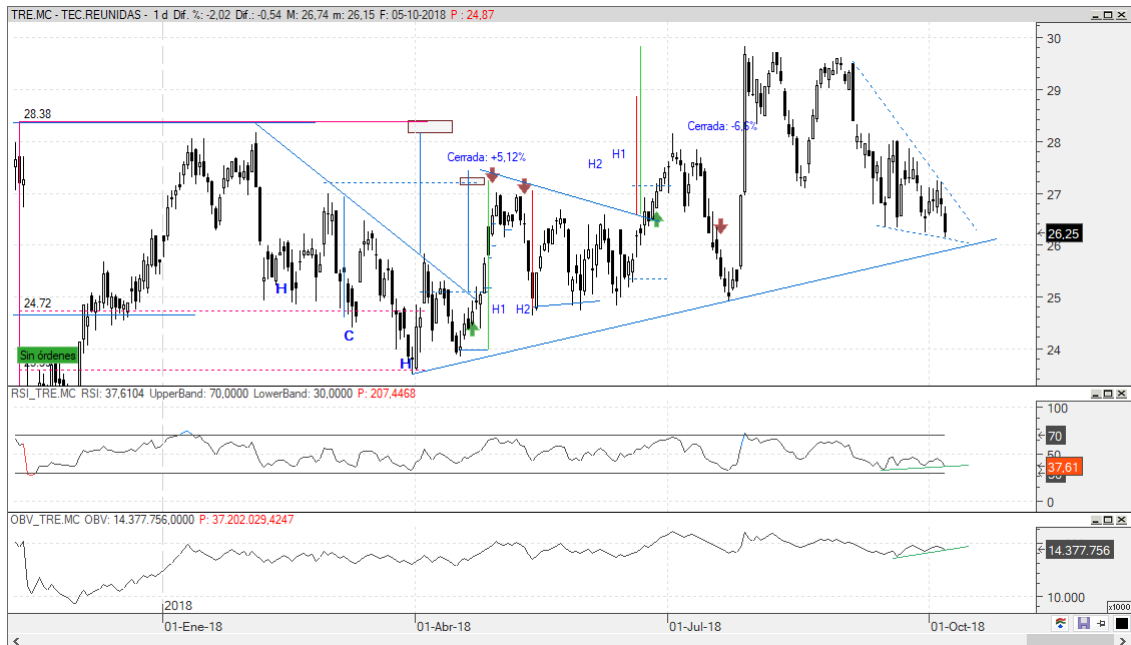 TRE.MC - TEC.REUNIDAS - 1 d Dif. %: -2,02 Dif.: -0,54 M: 26,74 m: 26,15 F: 05-10-2018 P : 24,87
30
29
28.38
28
Cerrada: +5,12%
H1
H2
Cerrada: -6,6%
27
26,25
26
H
25
24.72
H1 H2
C
Sin órdenes
H
24
RSI_TRE.MC RSI: 37,6104 UpperBand: 70,0000 LowerBand: 30,0000 P: 207,4468
100
70
50
37,61
0
OBV_TRE.MC OBV: 14.377.756,0000 P: 37.202.029,4247
14.377.756
10.000
x1000
2018
01-Ene-18 01-Abr-18 01-Jul-18 01-Oct-18